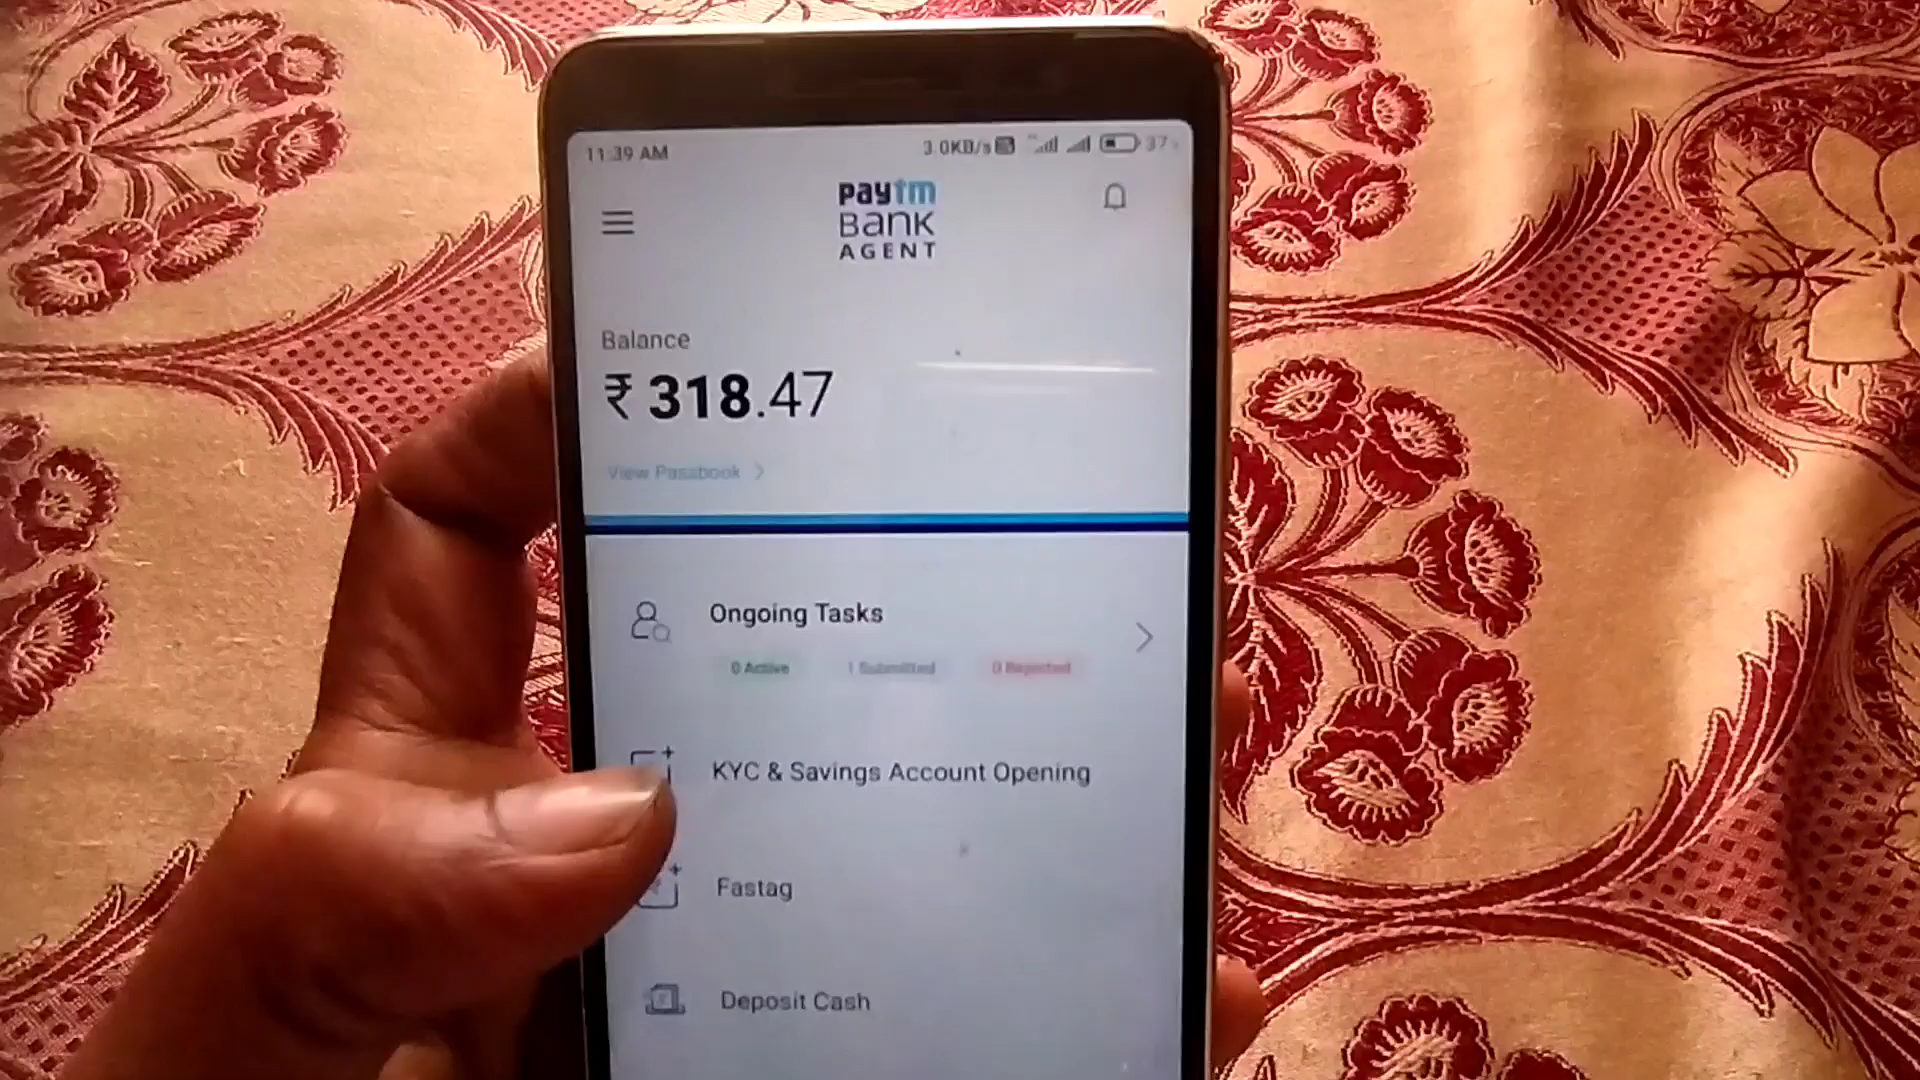 11:39 AM 3.0KB/s 37
paytm
BANK
AGENT
Balance
₹ 318.47
View Passbook
Ongoing Tasks
0 Active 1 Submitted 0 Rejected
KYC & Savings Account Opening
Fastag
Deposit Cash